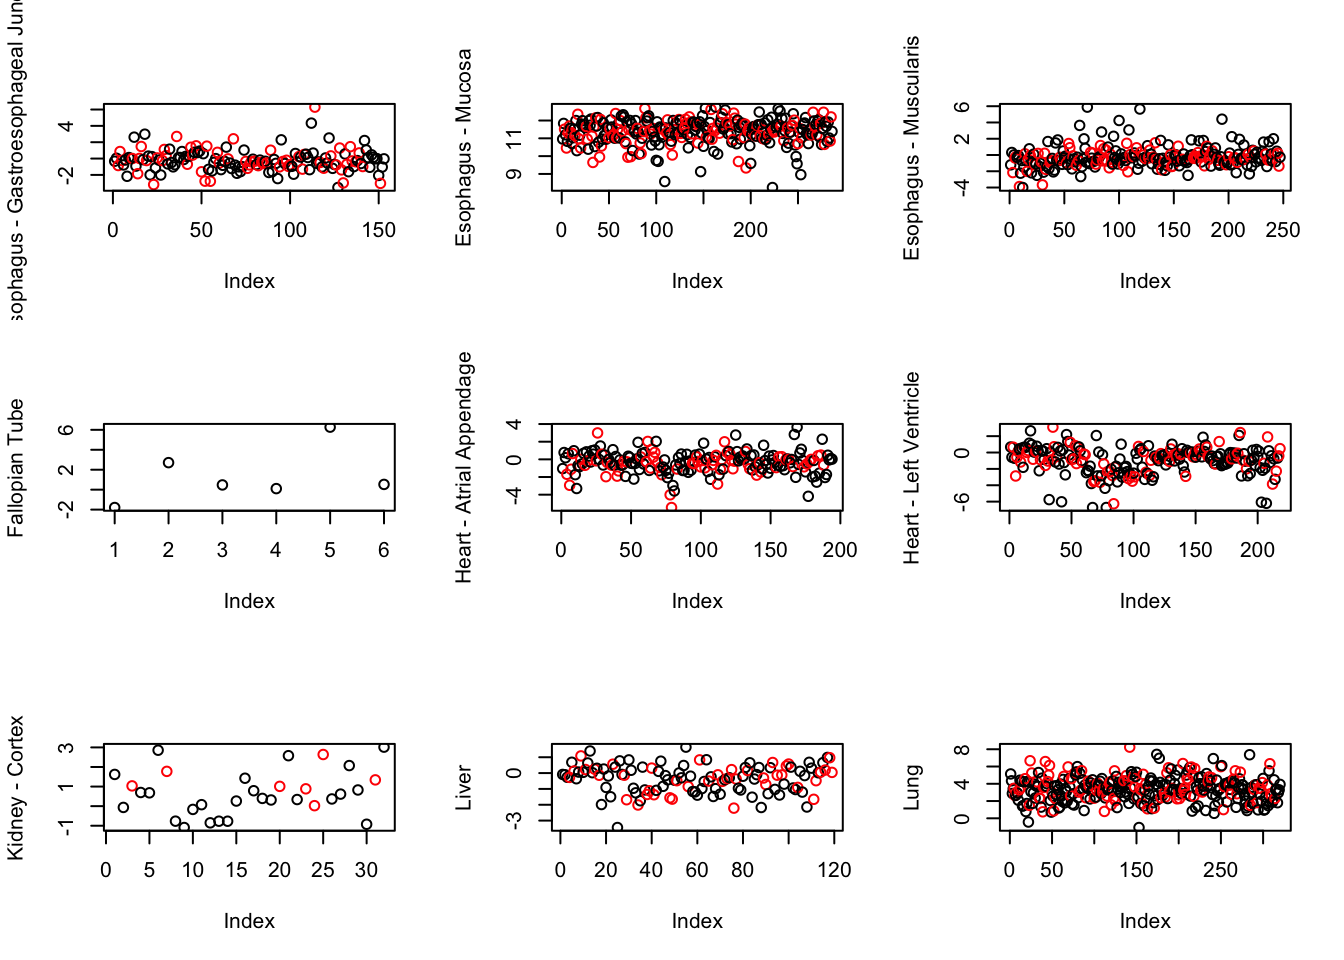 sophagus - Gastroesophageal Junc
4
-2
0 50 100 150
Index
Esophagus - Mucosa
11
9
0 50 100 200
Index
Esophagus - Muscularis
6
2
-4
0 50 100 150 200 250
Index
Fallopian Tube
6
2
-2
1 2 3 4 5 6
Index
Heart - Atrial Appendage
4
0
-4
0 50 100 150 200
Index
Heart - Left Ventricle
0
-6
0 50 100 150 200
Index
Kidney - Cortex
3
1
-1
0 5 10 15 20 25 30
Index
Liver
0
-3
0 20 40 60 80 120
Index
Lung
8
4
0
0 50 150 250
Index